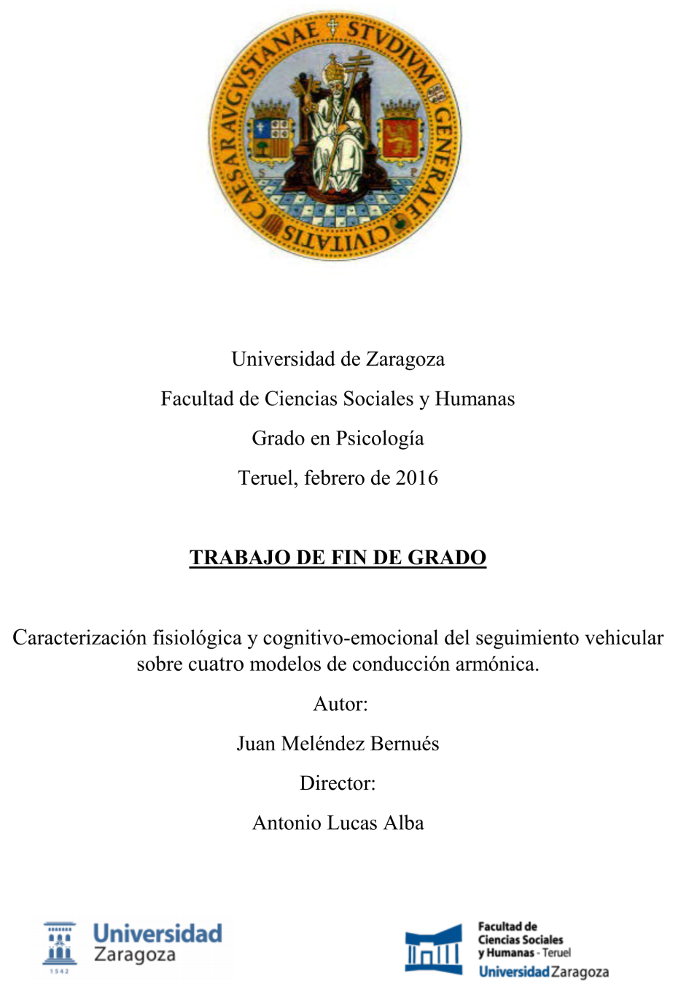 CAESARAVGVSTANAE STVDIVM GENERALE CIVITATIS
S P
Universidad de Zaragoza
Facultad de Ciencias Sociales y Humanas
Grado en Psicología
Teruel, febrero de 2016
TRABAJO DE FIN DE GRADO
Caracterización fisiológica y cognitivo-emocional del seguimiento vehicular
sobre cuatro modelos de conducción armónica.
Autor:
Juan Meléndez Bernués
Director:
Antonio Lucas Alba
Universidad
Zaragoza
1542
Facultad de
Ciencias Sociales
y Humanas - Teruel
Universidad Zaragoza